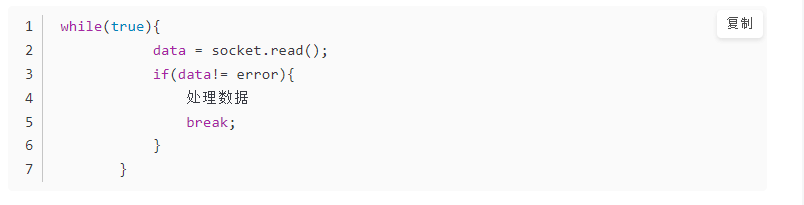 复制
1 while(true){
2 data = socket.read();
3 if(data!= error){
4 处理数据
5 break;
6 }
7 }